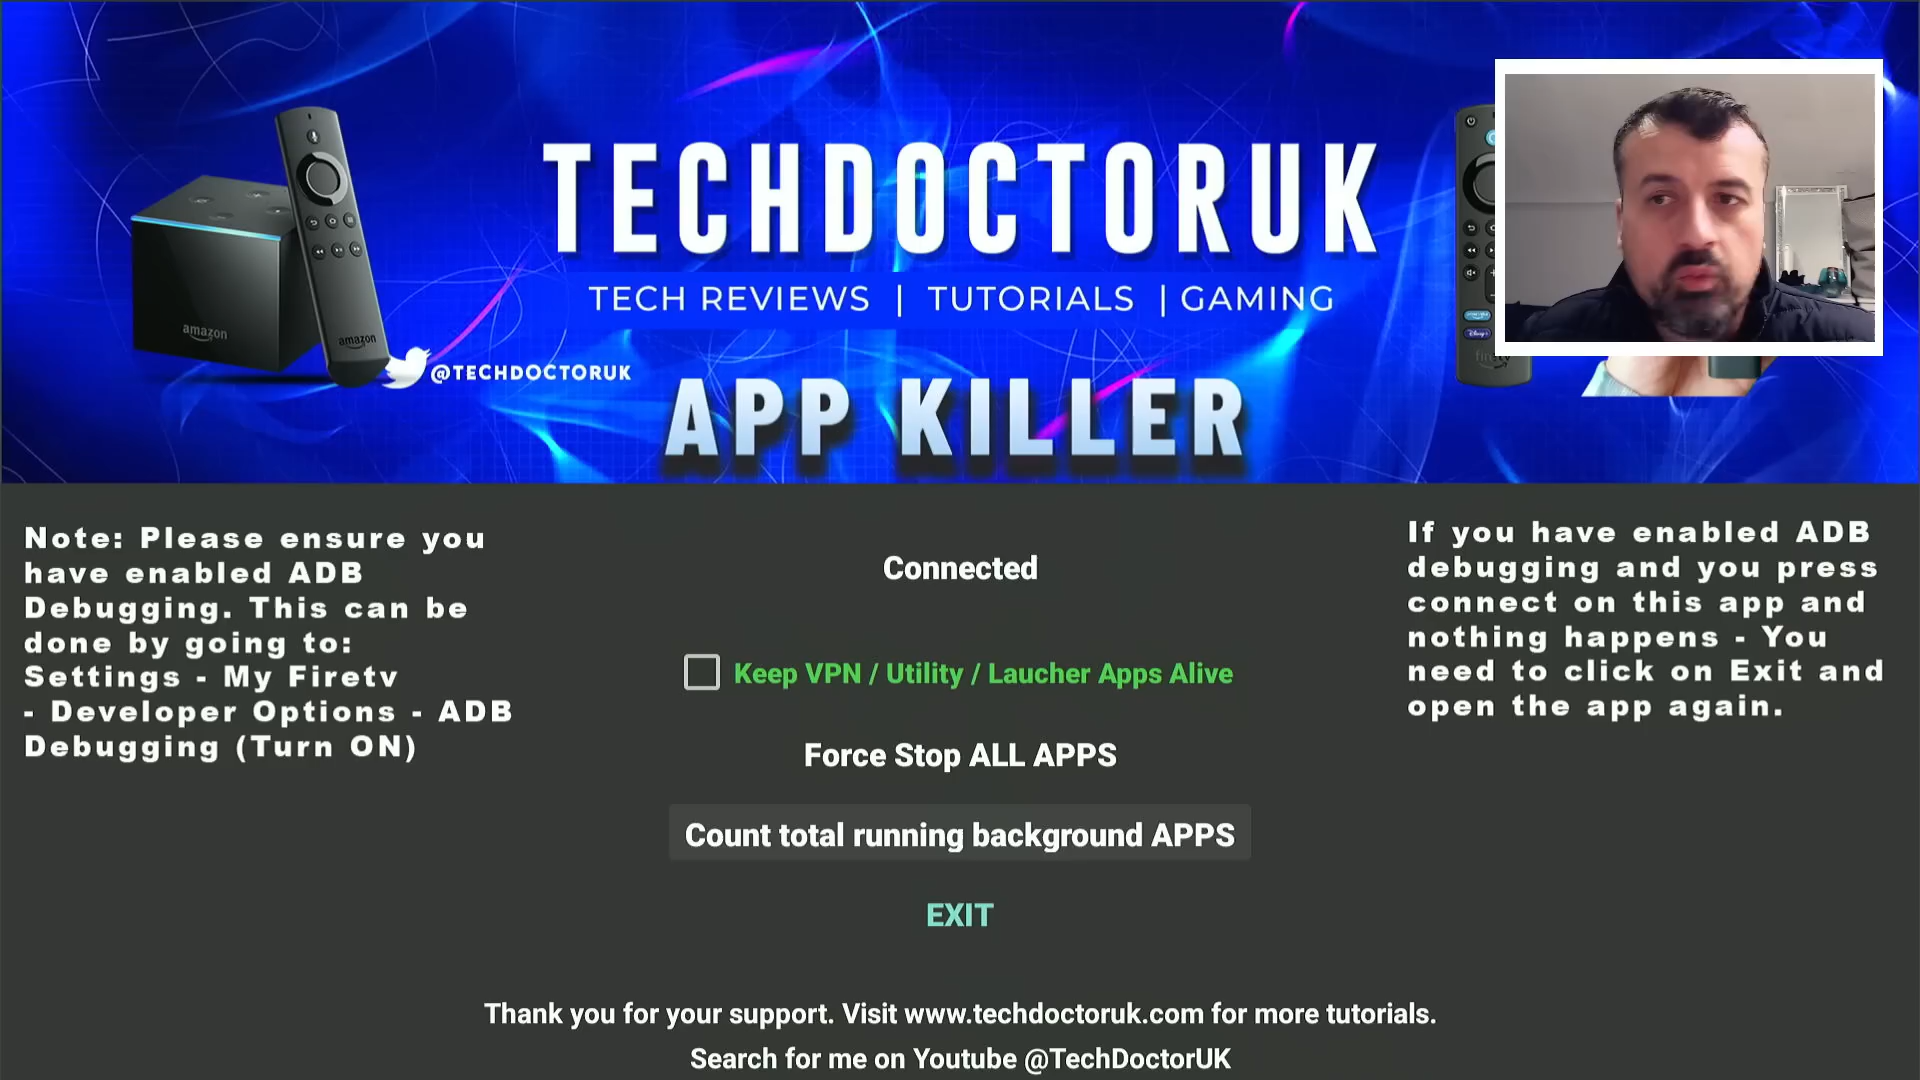 TECHDOCTORUK
TECH REVIEWS | TUTORIALS | GAMING
amazon
amazon
@TECHDOCTORUK
APP KILLER
Note: Please ensure you
have enabled ADB
Debugging. This can be
done by going to:
Settings - My Firetv
- Developer Options - ADB
Debugging (Turn ON)
Connected
Keep VPN / Utility / Laucher Apps Alive
Force Stop ALL APPS
Count total running background APPS
EXIT
If you have enabled ADB
debugging and you press
connect on this app and
nothing happens - You
need to click on Exit and
open the app again.
Thank you for your support. Visit www.techdoctoruk.com for more tutorials.
Search for me on Youtube @TechDoctorUK